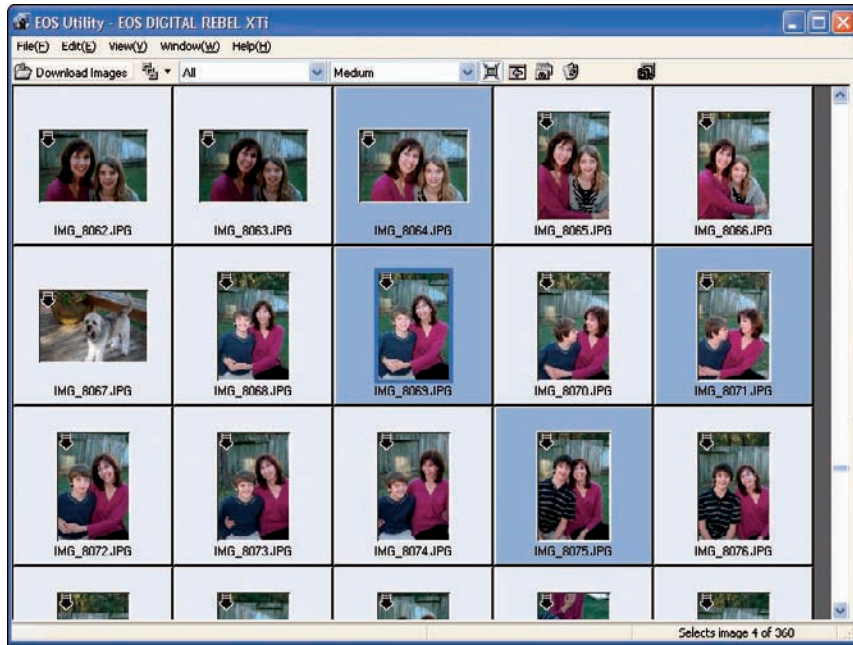 EOS Utility - EOS DIGITAL REBEL XTi
File(F) Edit(E) View(V) Window(W) Help(H)
Download Images All Medium
IMG_8062.JPG IMG_8063.JPG IMG_8064.JPG IMG_8065.JPG IMG_8066.JPG
IMG_8067.JPG IMG_8068.JPG IMG_8069.JPG IMG_8070.JPG IMG_8071.JPG
IMG_8072.JPG IMG_8073.JPG IMG_8074.JPG IMG_8075.JPG IMG_8076.JPG
Selects image 4 of 360